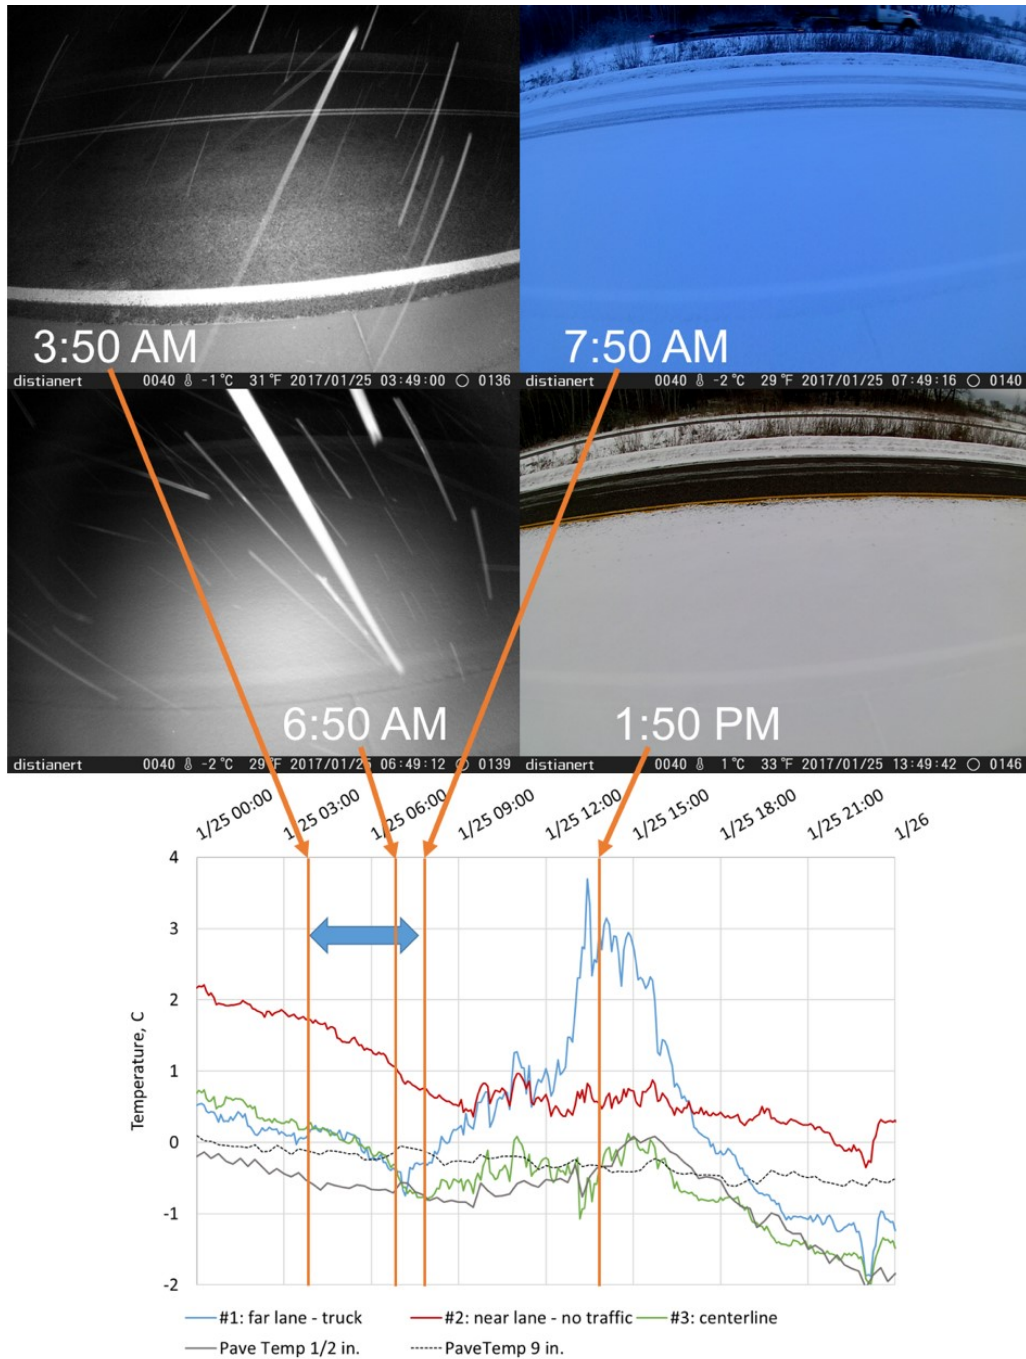 3:50 AM
distianert 0040 -1°C 31°F 2017/01/25 03:49:00 0136
7:50 AM
distianert 0040 -2°C 29°F 2017/01/25 07:49:16 0140
6:50 AM
distianert 0040 -2°C 29°F 2017/01/25 06:49:12 0139
1:50 PM
distianert 0040 1°C 33°F 2017/01/25 13:49:42 0146
1/25 00:00
1/25 03:00
1/25 06:00
1/25 09:00
1/25 12:00
1/25 15:00
1/25 18:00
1/25 21:00
1/26
Temperature, C
4
3
2
1
0
-1
-2
#1: far lane - truck
#2: near lane - no traffic
#3: centerline
Pave Temp 1/2 in.
PaveTemp 9 in.